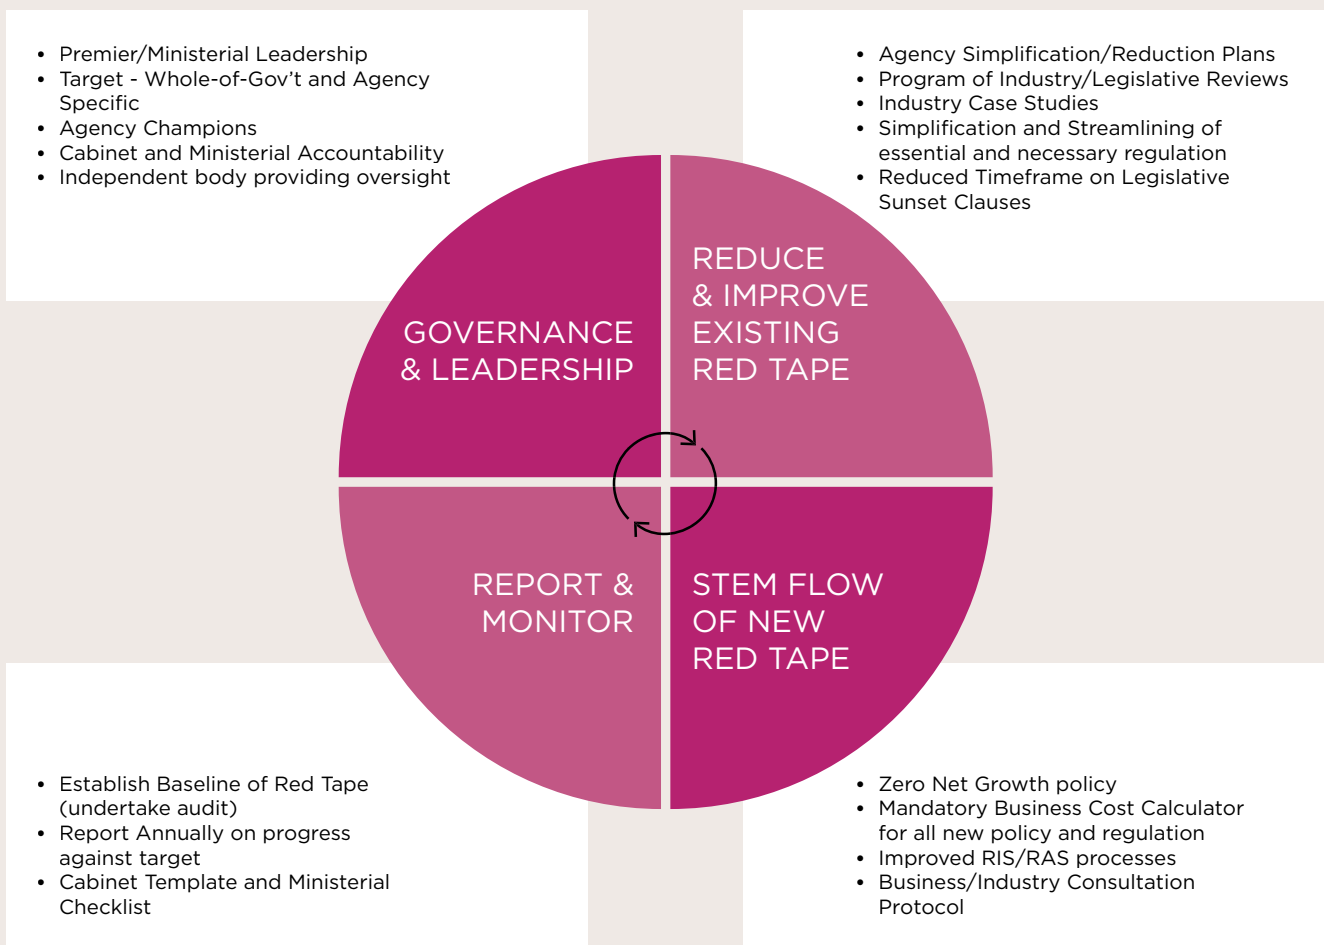 • Premier/Ministerial Leadership
• Target - Whole-of-Gov’t and Agency
Specific
• Agency Champions
• Cabinet and Ministerial Accountability
• Independent body providing oversight
• Agency Simplification/Reduction Plans
• Program of Industry/Legislative Reviews
• Industry Case Studies
• Simplification and Streamlining of
essential and necessary regulation
• Reduced Timeframe on Legislative
Sunset Clauses
GOVERNANCE
& LEADERSHIP
REDUCE
& IMPROVE
EXISTING
RED TAPE
REPORT &
MONITOR
STEM FLOW
OF NEW
RED TAPE
• Establish Baseline of Red Tape
(undertake audit)
• Report Annually on progress
against target
• Cabinet Template and Ministerial
Checklist
• Zero Net Growth policy
• Mandatory Business Cost Calculator
for all new policy and regulation
• Improved RIS/RAS processes
• Business/Industry Consultation
Protocol